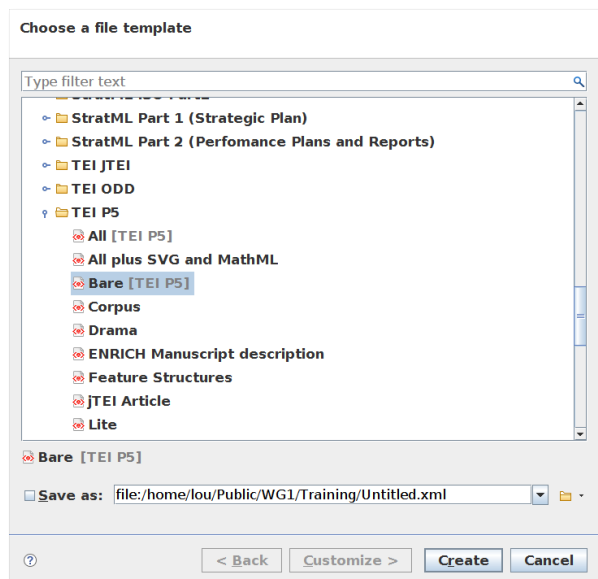 Choose a file template
Type filter text
StratML Part 1 (Strategic Plan)
StratML Part 2 (Perfomance Plans and Reports)
TEI JTEI
TEI ODD
TEI P5
All [TEI P5]
All plus SVG and MathML
Bare [TEI P5]
Corpus
Drama
ENRICH Manuscript description
Feature Structures
jTEI Article
Lite
Bare [TEI P5]
Save as: file:/home/lou/Public/WG1/Training/Untitled.xml
? < Back Customize > Create Cancel